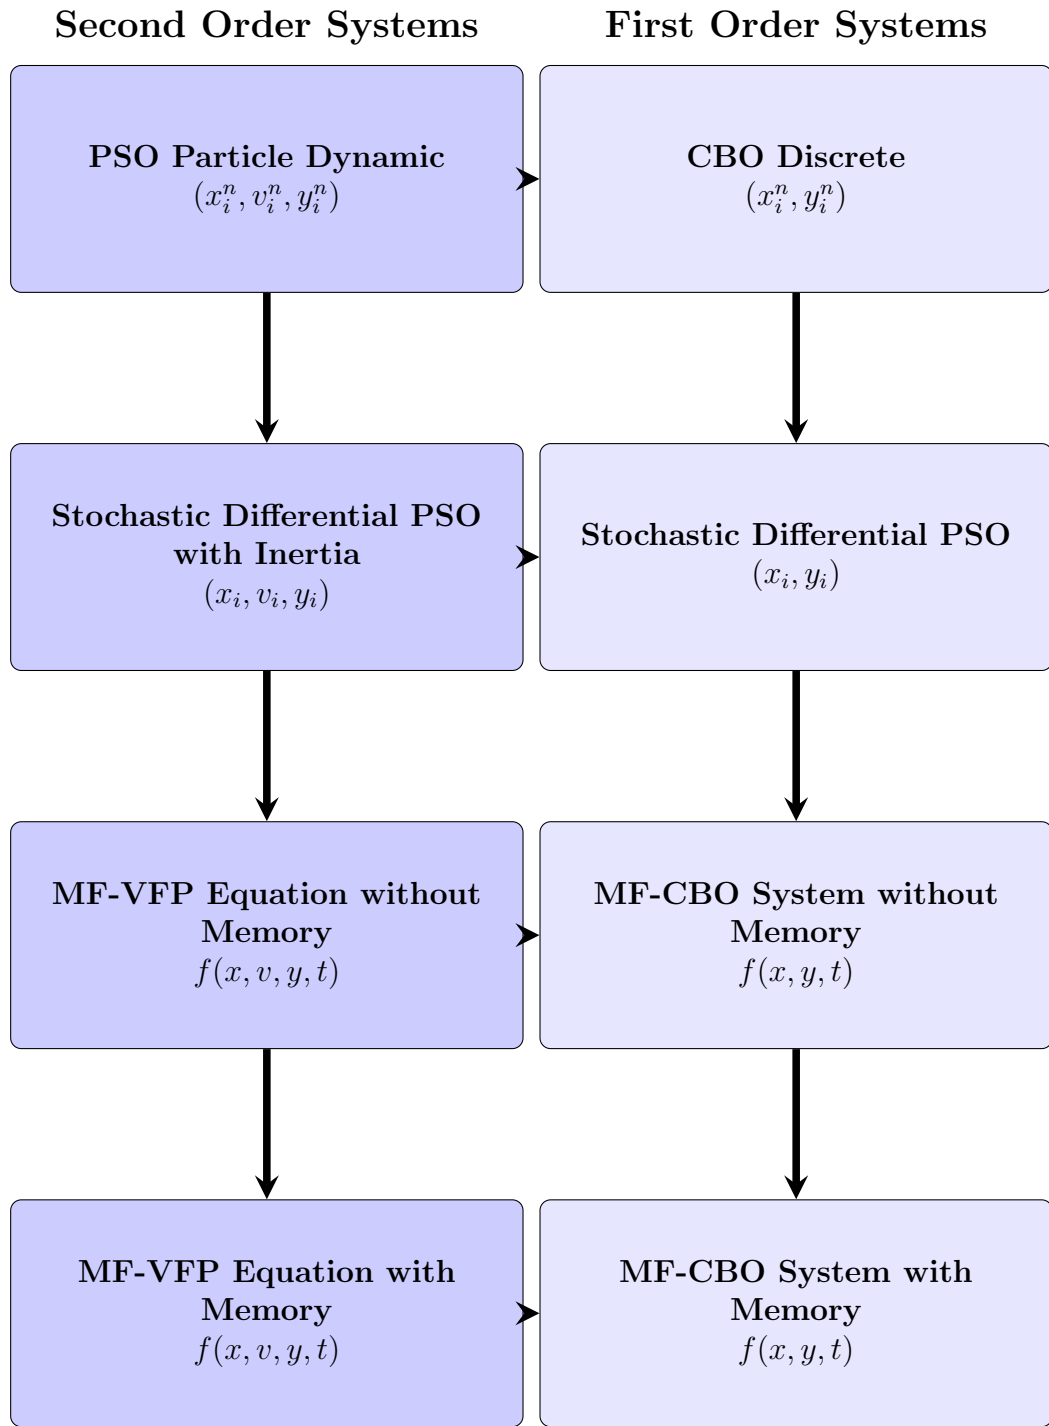 Second Order Systems
First Order Systems
PSO Particle Dynamic
$(x_i^n, v_i^n, y_i^n)$
CBO Discrete
$(x_i^n, y_i^n)$
Stochastic Differential PSO
with Inertia
$(x_i, v_i, y_i)$
Stochastic Differential PSO
$(x_i, y_i)$
MF-VFP Equation without
Memory
$f(x, v, y, t)$
MF-CBO System without
Memory
$f(x, y, t)$
MF-VFP Equation with
Memory
$f(x, v, y, t)$
MF-CBO System with
Memory
$f(x, y, t)$